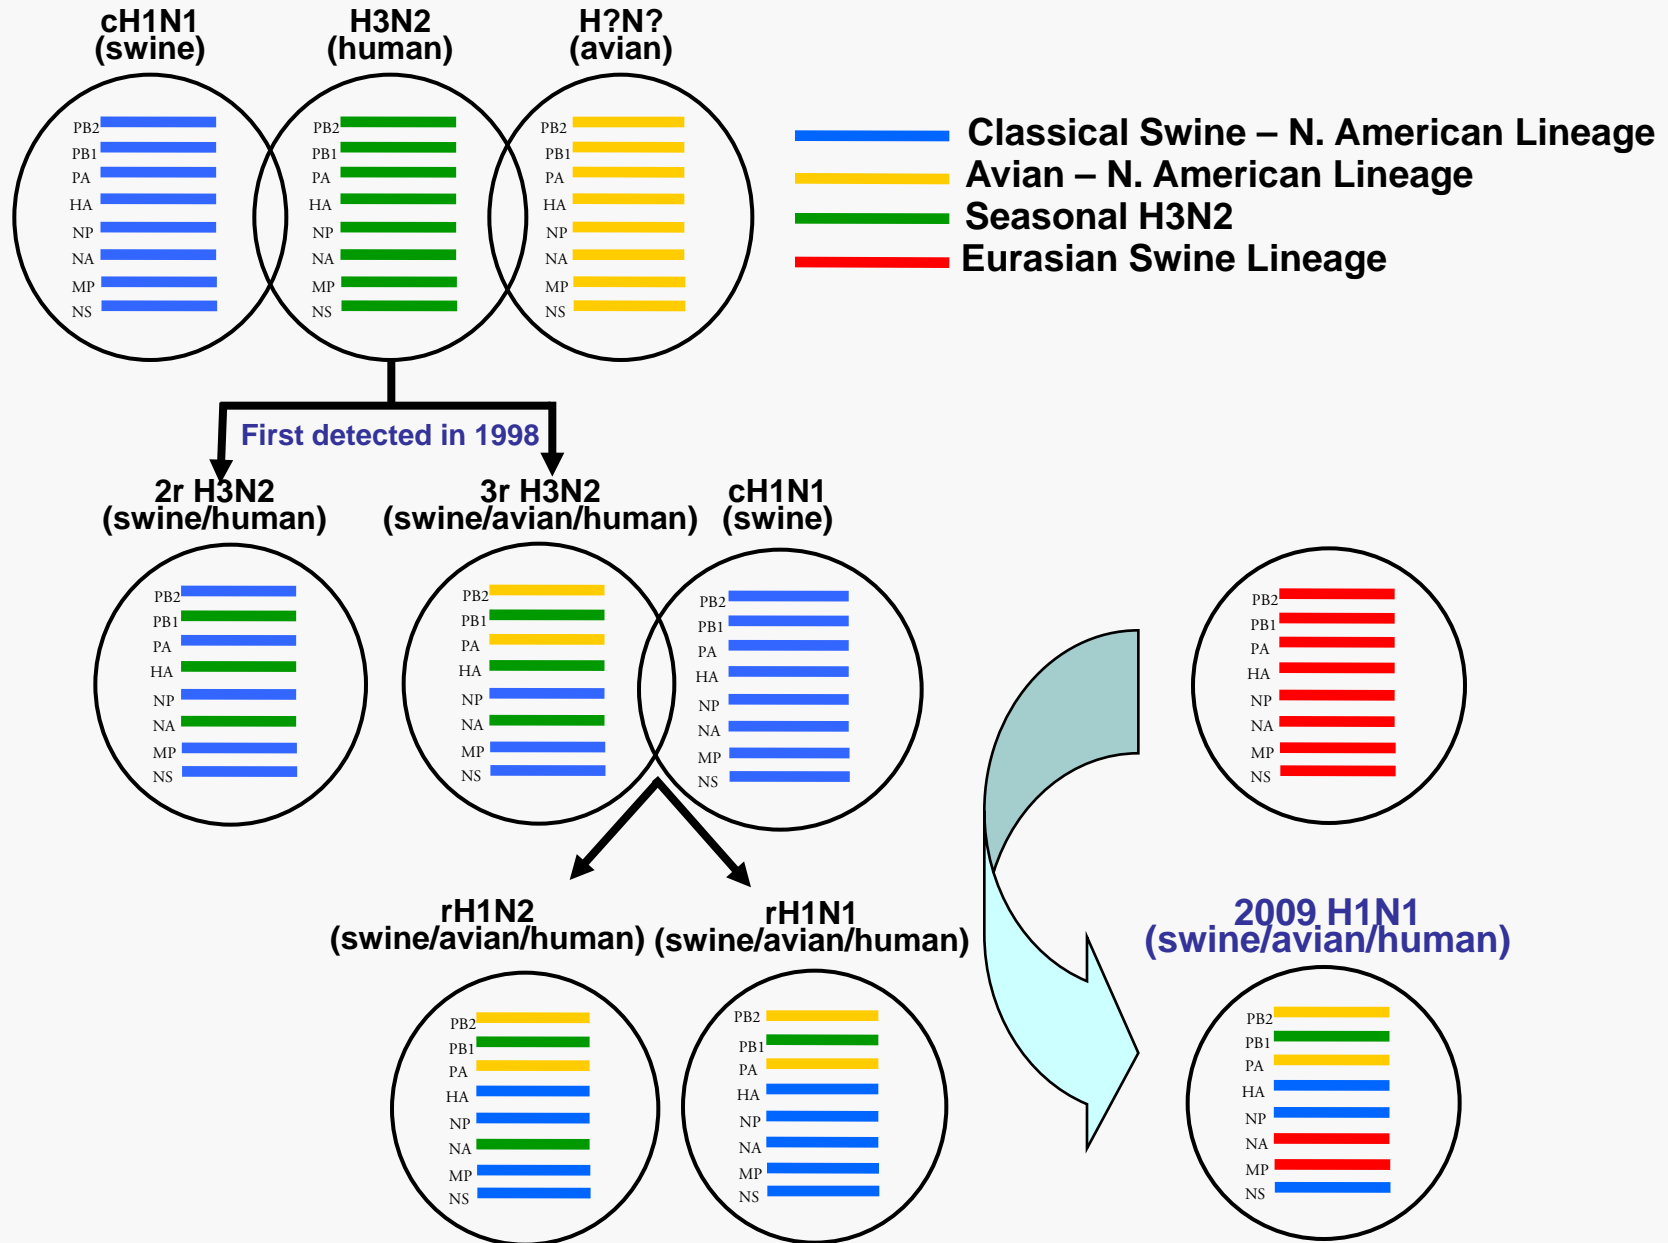 cH1N1
(swine)
H3N2
(human)
H?N?
(avian)
PB2
PB1
PA
HA
NP
NA
MP
NS
PB2
PB1
PA
HA
NP
NA
MP
NS
PB2
PB1
PA
HA
NP
NA
MP
NS
Classical Swine – N. American Lineage
Avian – N. American Lineage
Seasonal H3N2
Eurasian Swine Lineage
First detected in 1998
2r H3N2
(swine/human)
3r H3N2
(swine/avian/human)
cH1N1
(swine)
PB2
PB1
PA
HA
NP
NA
MP
NS
PB2
PB1
PA
HA
NP
NA
MP
NS
PB2
PB1
PA
HA
NP
NA
MP
NS
PB2
PB1
PA
HA
NP
NA
MP
NS
rH1N2
(swine/avian/human)
rH1N1
(swine/avian/human)
2009 H1N1
(swine/avian/human)
PB2
PB1
PA
HA
NP
NA
MP
NS
PB2
PB1
PA
HA
NP
NA
MP
NS
PB2
PB1
PA
HA
NP
NA
MP
NS